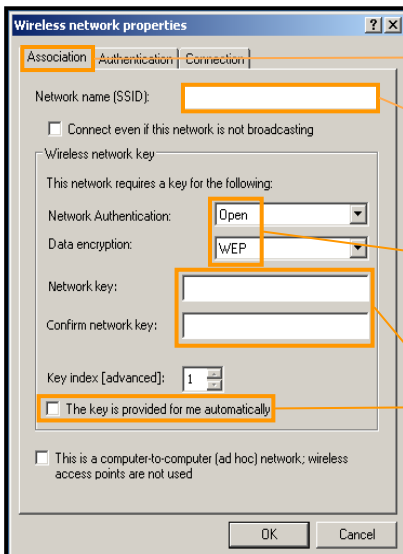 Wireless network properties
Association Authentication Connection
Network name (SSID):
Connect even if this network is not broadcasting
Wireless network key
This network requires a key for the following:
Network Authentication: Open
Data encryption: WEP
Network key:
Confirm network key:
Key index [advanced]: 1
The key is provided for me automatically
This is a computer-to-computer (ad hoc) network; wireless
access points are not used
OK Cancel